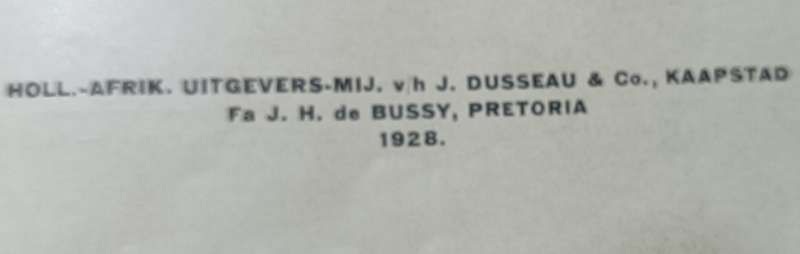 HOLL.-AFRIK. UITGEVERS-MIJ. v/h J. DUSSEAU & Co., KAAPSTAD
Fa J. H. de BUSSY, PRETORIA
1928.